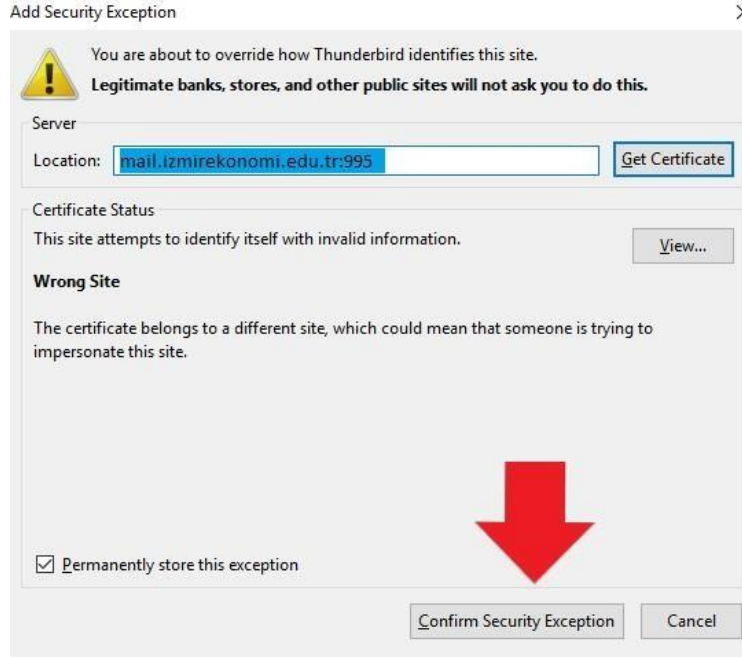 Add Security Exception
You are about to override how Thunderbird identifies this site.
Legitimate banks, stores, and other public sites will not ask you to do this.
Server
Location: mail.izmirekonomi.edu.tr:995 Get Certificate
Certificate Status
This site attempts to identify itself with invalid information.
View...
Wrong Site
The certificate belongs to a different site, which could mean that someone is trying to
impersonate this site.
Permanently store this exception
Confirm Security Exception Cancel